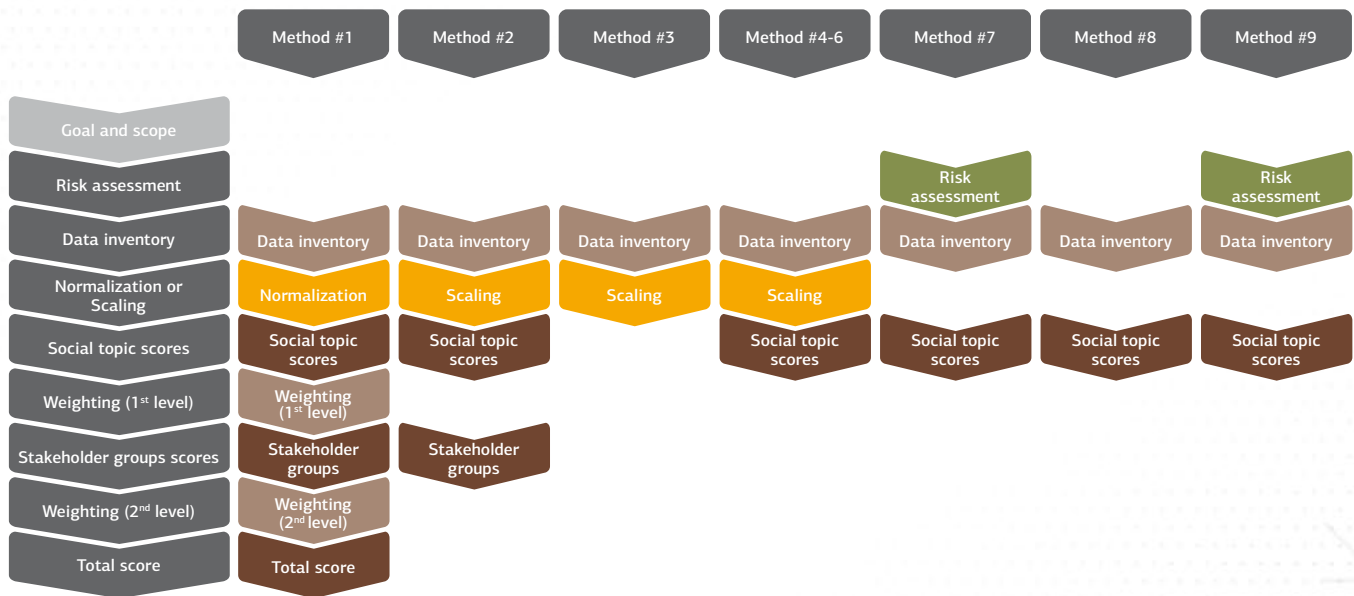 Method #1
Method #2
Method #3
Method #4-6
Method #7
Method #8
Method #9
Goal and scope
Risk assessment
Risk
assessment
Risk
assessment
Data inventory
Data inventory
Data inventory
Data inventory
Data inventory
Data inventory
Data inventory
Data inventory
Normalization or
Scaling
Normalization
Scaling
Scaling
Scaling
Social topic scores
Social topic
scores
Social topic
scores
Social topic
scores
Social topic
scores
Social topic
scores
Social topic
scores
Weighting (1st level)
Weighting
(1st level)
Stakeholder groups scores
Stakeholder
groups
Stakeholder
groups
Weighting (2nd level)
Weighting
(2nd level)
Total score
Total score